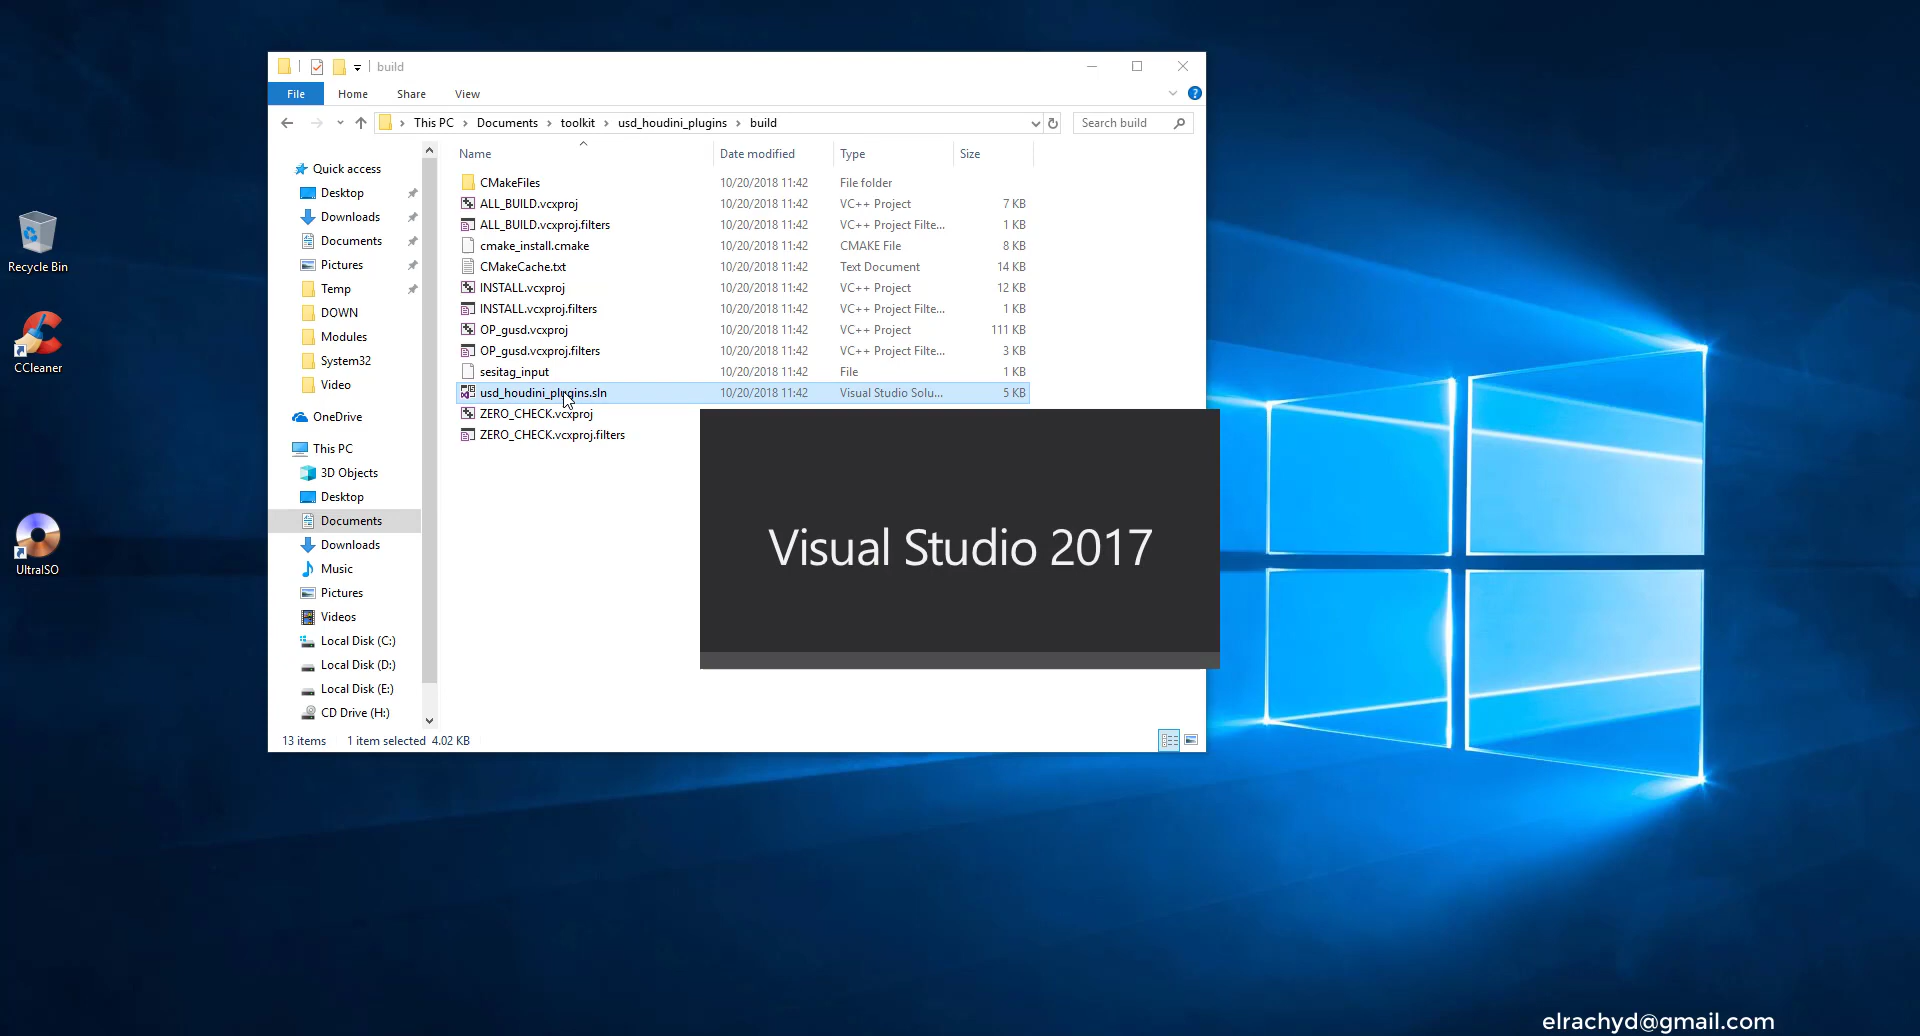 build
File Home Share View
This PC Documents toolkit usd_houdini_plugins build
Search build
Name Date modified Type Size
CMakeFiles 10/20/2018 11:42 File folder
ALL_BUILD.vcxproj 10/20/2018 11:42 VC++ Project 7 KB
ALL_BUILD.vcxproj.filters 10/20/2018 11:42 VC++ Project Filte... 1 KB
cmake_install.cmake 10/20/2018 11:42 CMAKE File 8 KB
CMakeCache.txt 10/20/2018 11:42 Text Document 14 KB
INSTALL.vcxproj 10/20/2018 11:42 VC++ Project 12 KB
INSTALL.vcxproj.filters 10/20/2018 11:42 VC++ Project Filte... 1 KB
OP_gusd.vcxproj 10/20/2018 11:42 VC++ Project 111 KB
OP_gusd.vcxproj.filters 10/20/2018 11:42 VC++ Project Filte... 3 KB
sesitag_input 10/20/2018 11:42 File 1 KB
usd_houdini_plugins.sln 10/20/2018 11:42 Visual Studio Solu... 5 KB
ZERO_CHECK.vcxproj
ZERO_CHECK.vcxproj.filters
Quick access
Desktop
Downloads
Documents
Pictures
Temp
DOWN
Modules
System32
Video
OneDrive
This PC
3D Objects
Desktop
Documents
Downloads
Music
Pictures
Videos
Local Disk (C:)
Local Disk (D:)
Local Disk (E:)
CD Drive (H:)
13 items 1 item selected 4.02 KB
Visual Studio 2017
Recycle Bin
CCleaner
UltraISO
elrachyd@gmail.com